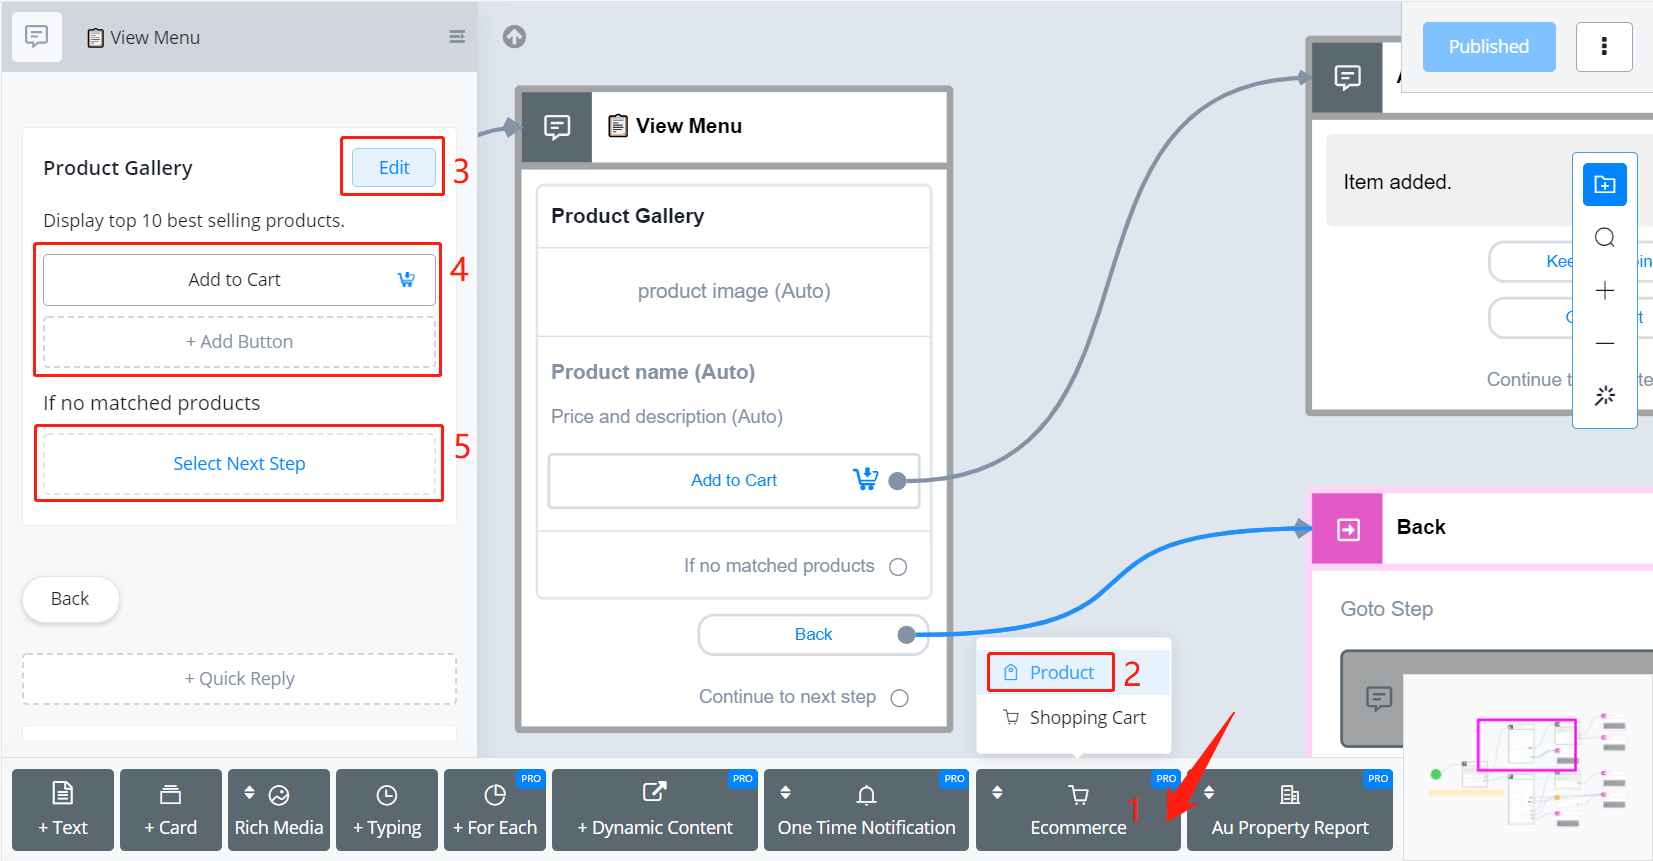 View Menu
Published
View Menu
Product Gallery
Edit
3
Display top 10 best selling products.
Add to Cart
4
+ Add Button
If no matched products
Select Next Step
5
Back
+ Quick Reply
Product Gallery
product image (Auto)
Product name (Auto)
Price and description (Auto)
Add to Cart
If no matched products
Back
Continue to next step
Item added.
Continue t
Back
Goto Step
Product
2
Shopping Cart
+ Text
+ Card
Rich Media
+ Typing
PRO
+ For Each
PRO
+ Dynamic Content
PRO
One Time Notification
PRO
Ecommerce
1
PRO
Au Property Report